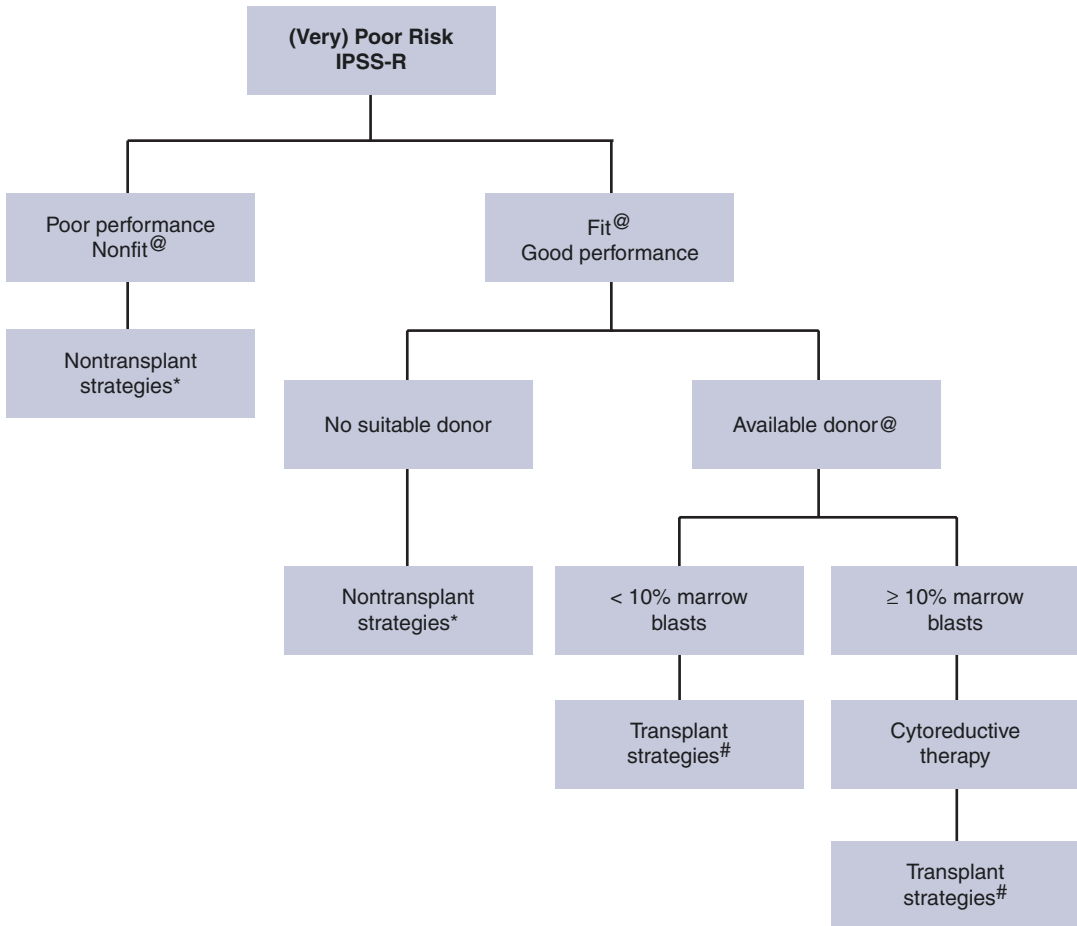 (Very) Poor Risk
IPSS-R
Poor performance
Nonfit@
Fit@
Good performance
Nontransplant
strategies*
No suitable donor
Available donor@
Nontransplant
strategies*
< 10% marrow
blasts
≥ 10% marrow
blasts
Transplant
strategies#
Cytoreductive
therapy
Transplant
strategies#